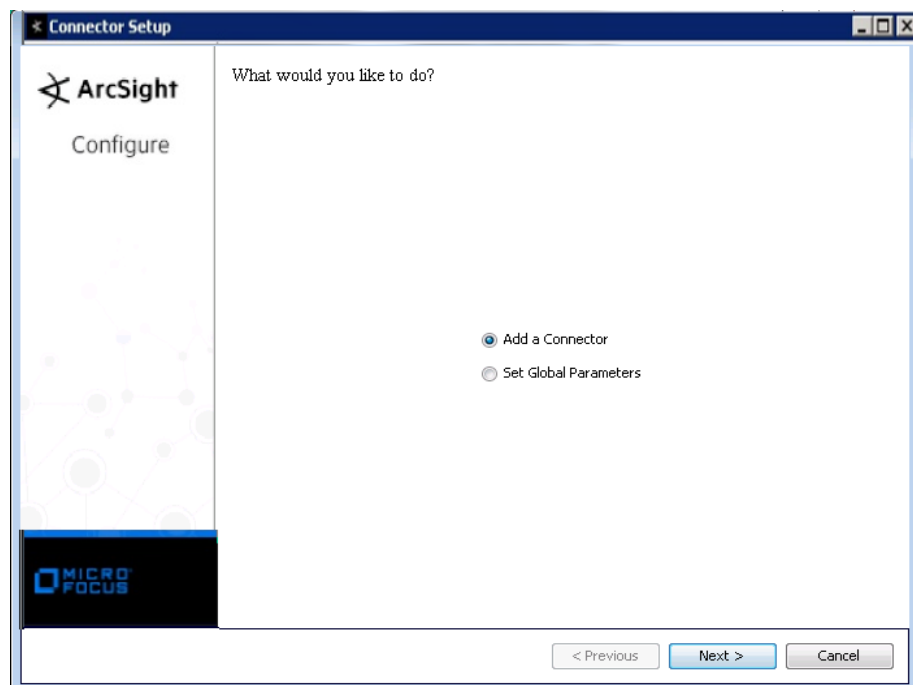 Connector Setup
ArcSight
Configure
What would you like to do?
Add a Connector
Set Global Parameters
MICRO
FOCUS
< Previous
Next >
Cancel